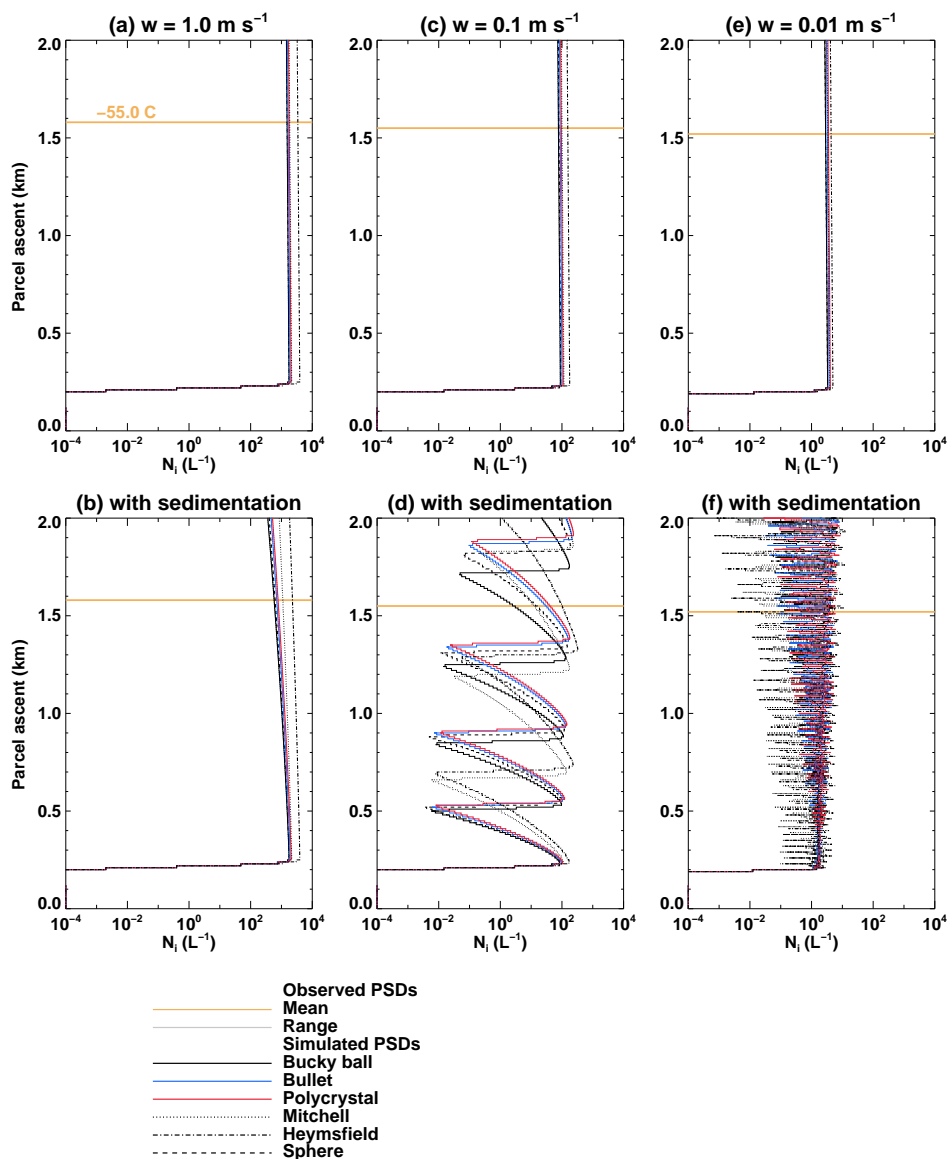 (a) w = 1.0 m s⁻¹
(c) w = 0.1 m s⁻¹
(e) w = 0.01 m s⁻¹
Parcel ascent (km)
2.0
1.5
1.0
0.5
0.0
−55.0 C
10⁻⁴ 10⁻² 10⁰ 10² 10⁴
Nᵢ (L⁻¹)
2.0
1.5
1.0
0.5
0.0
10⁻⁴ 10⁻² 10⁰ 10² 10⁴
Nᵢ (L⁻¹)
2.0
1.5
1.0
0.5
0.0
10⁻⁴ 10⁻² 10⁰ 10² 10⁴
Nᵢ (L⁻¹)
(b) with sedimentation
(d) with sedimentation
(f) with sedimentation
Parcel ascent (km)
2.0
1.5
1.0
0.5
0.0
10⁻⁴ 10⁻² 10⁰ 10² 10⁴
Nᵢ (L⁻¹)
2.0
1.5
1.0
0.5
0.0
10⁻⁴ 10⁻² 10⁰ 10² 10⁴
Nᵢ (L⁻¹)
2.0
1.5
1.0
0.5
0.0
10⁻⁴ 10⁻² 10⁰ 10² 10⁴
Nᵢ (L⁻¹)
Observed PSDs
Mean
Range
Simulated PSDs
Bucky ball
Bullet
Polycrystal
Mitchell
Heymsfield
Sphere